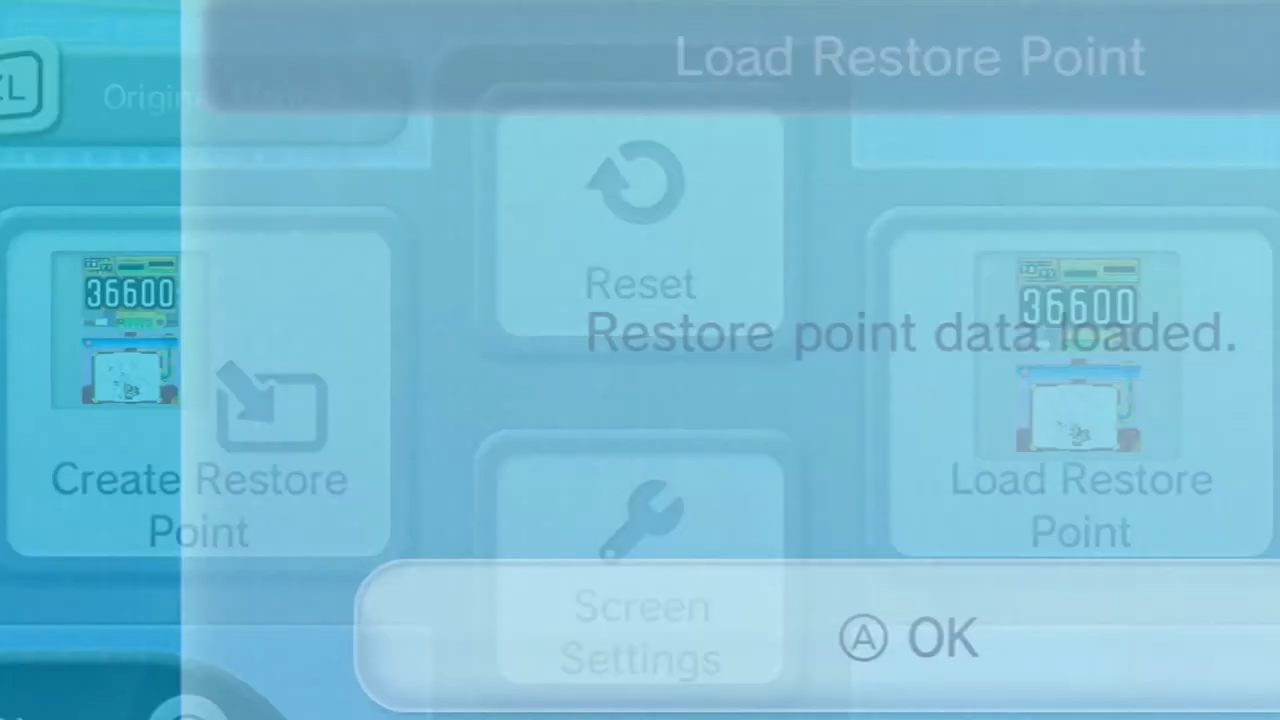 Load Restore Point
Reset
36600
36600
Restore point data loaded.
Create Restore
Point
Load Restore
Point
Screen
Settings
Ⓐ OK